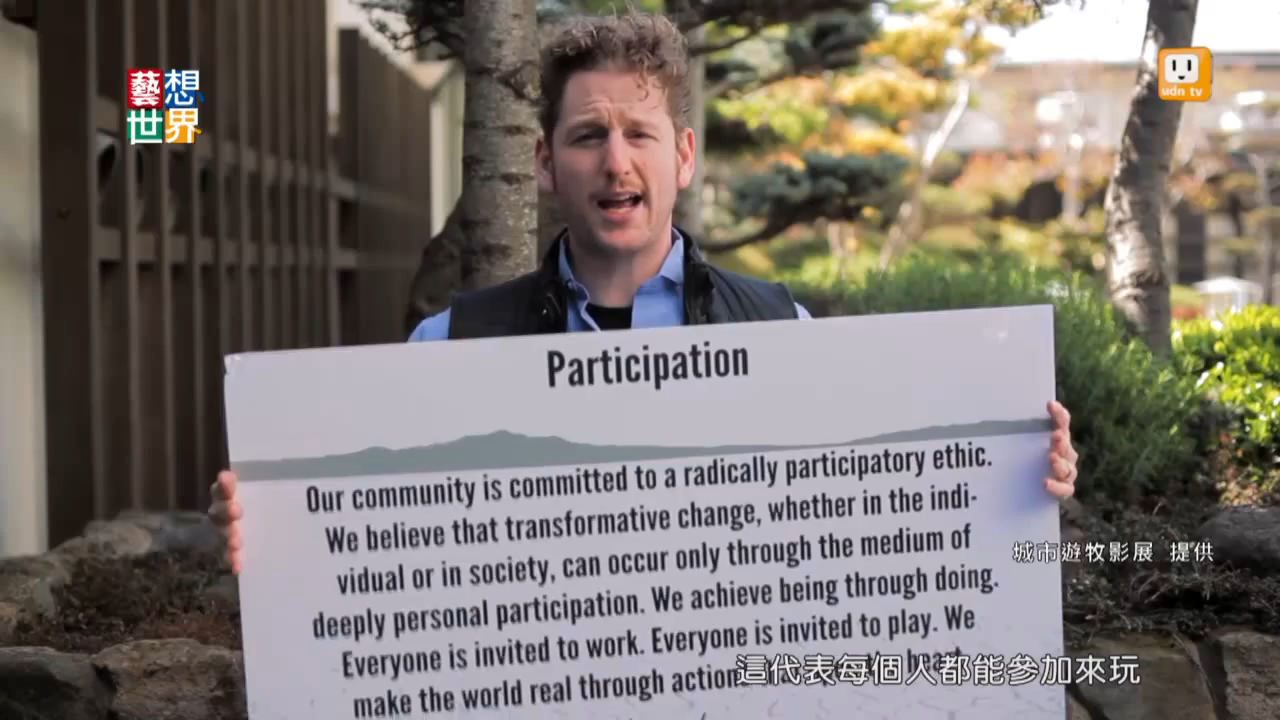 藝想
世界
udn tv
Participation
Our community is committed to a radically participatory ethic.
We believe that transformative change, whether in the indi-
vidual or in society, can occur only through the medium of
deeply personal participation. We achieve being through doing.
Everyone is invited to work. Everyone is invited to play. We
make the world real through action heart
城市遊牧影展 提供
這代表每個人都能參加來玩